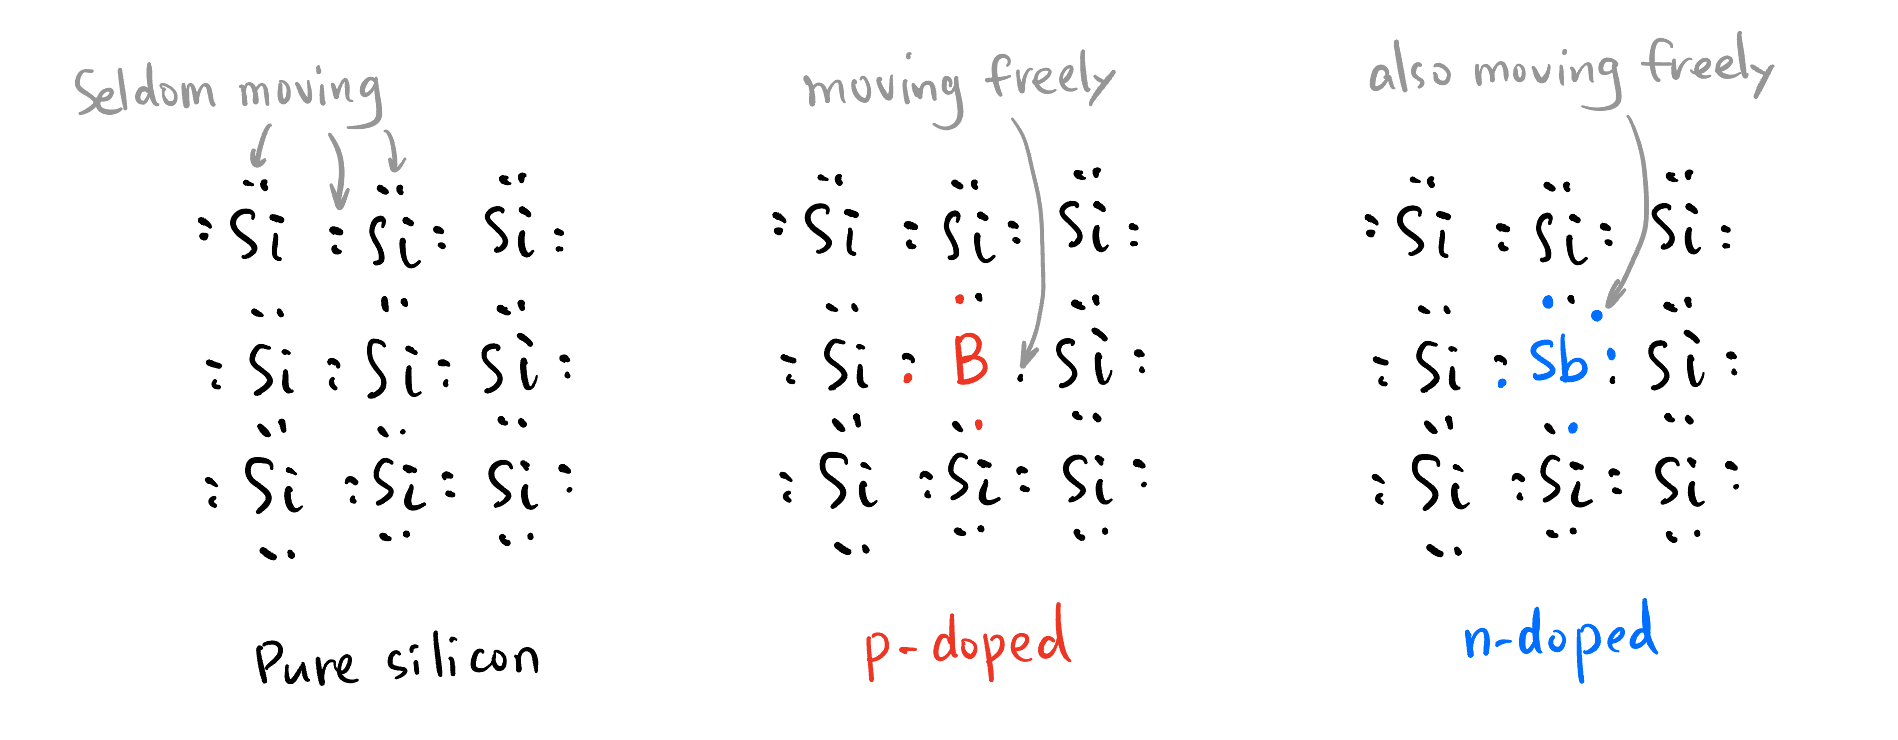 Seldom moving
moving freely
also moving freely
Si Si Si
Si Si Si
Si Si Si
Si Si Si
Si B Si
Si Si Si
Si Si Si
Si Sb Si
Si Si Si
Pure silicon
p-doped
n-doped